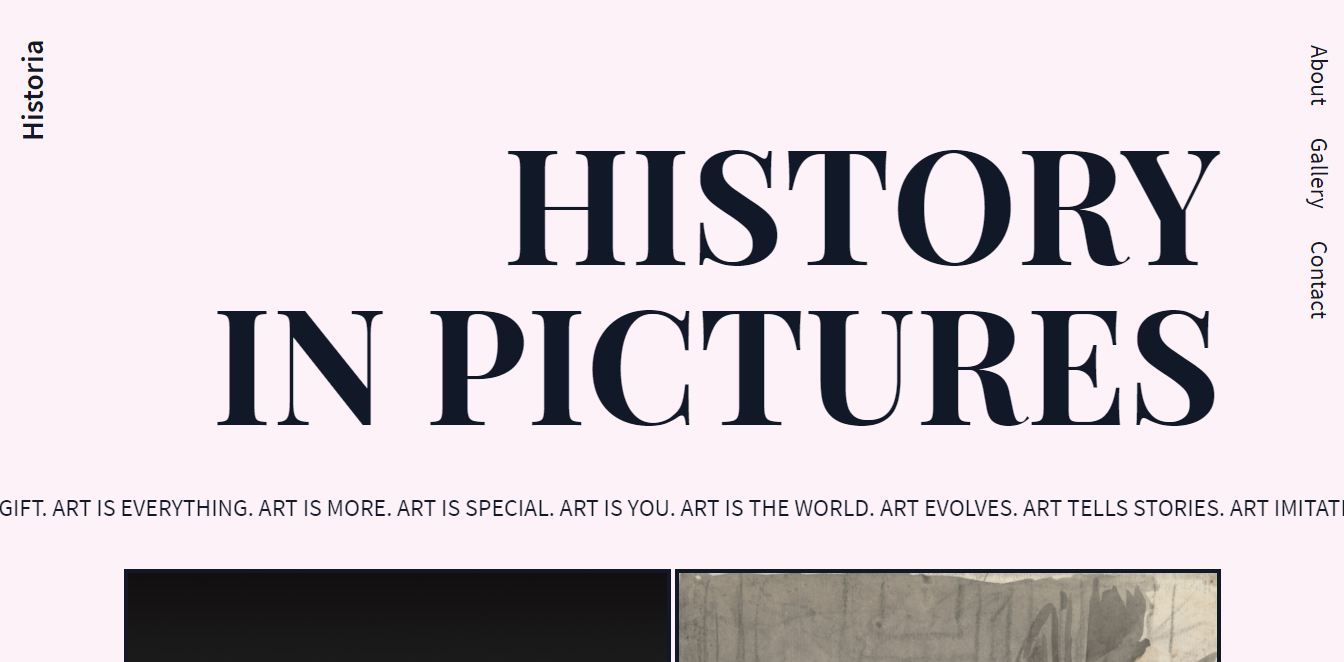 Historia
About
Gallery
Contact
HISTORY
IN PICTURES
GIFT. ART IS EVERYTHING. ART IS MORE. ART IS SPECIAL. ART IS YOU. ART IS THE WORLD. ART EVOLVES. ART TELLS STORIES. ART